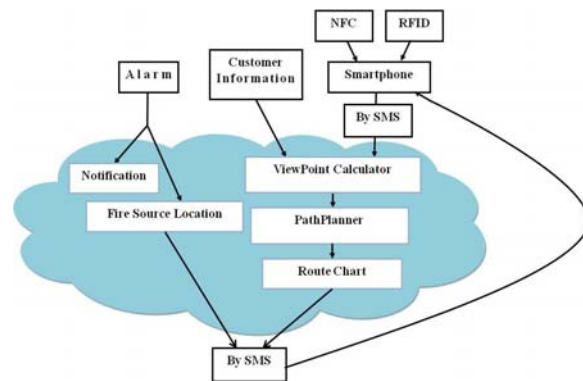 NFC
RFID
Customer
Information
Alarm
Smartphone
By SMS
ViewPoint Calculator
Notification
Fire Source Location
PathPlanner
Route Chart
By SMS